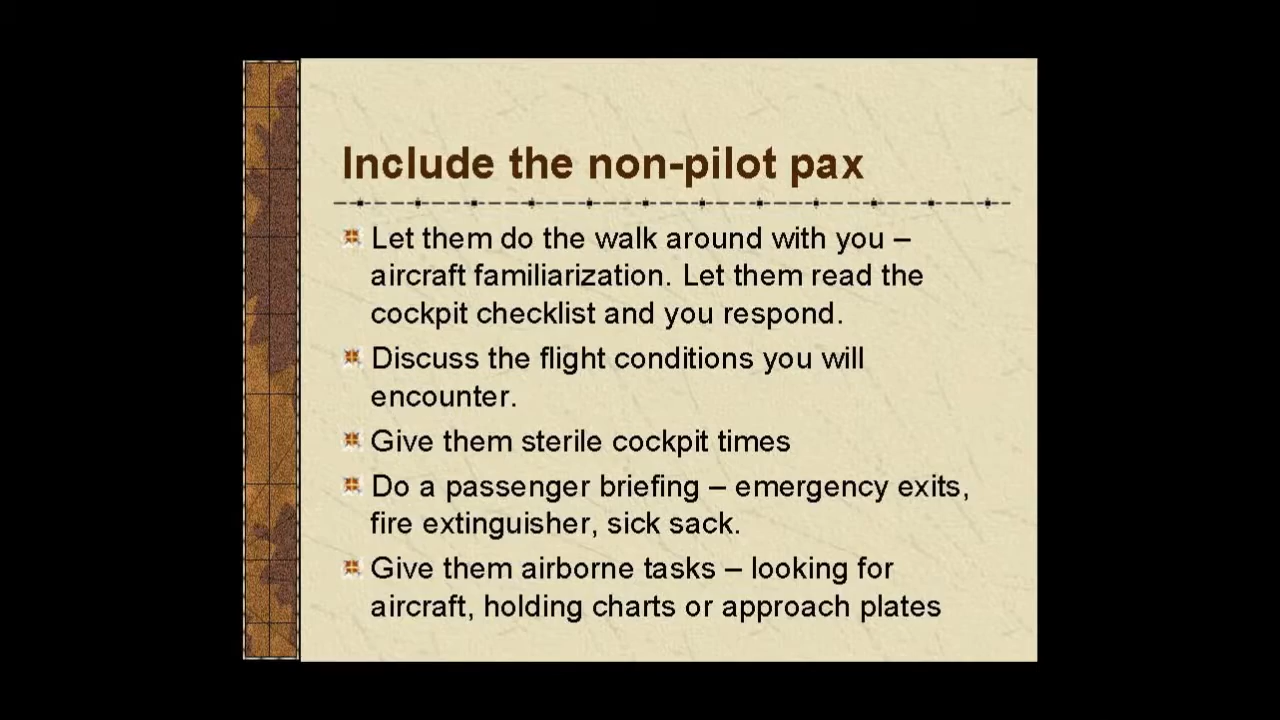 Include the non-pilot pax
Let them do the walk around with you –
aircraft familiarization. Let them read the
cockpit checklist and you respond.
Discuss the flight conditions you will
encounter.
Give them sterile cockpit times
Do a passenger briefing – emergency exits,
fire extinguisher, sick sack.
Give them airborne tasks – looking for
aircraft, holding charts or approach plates